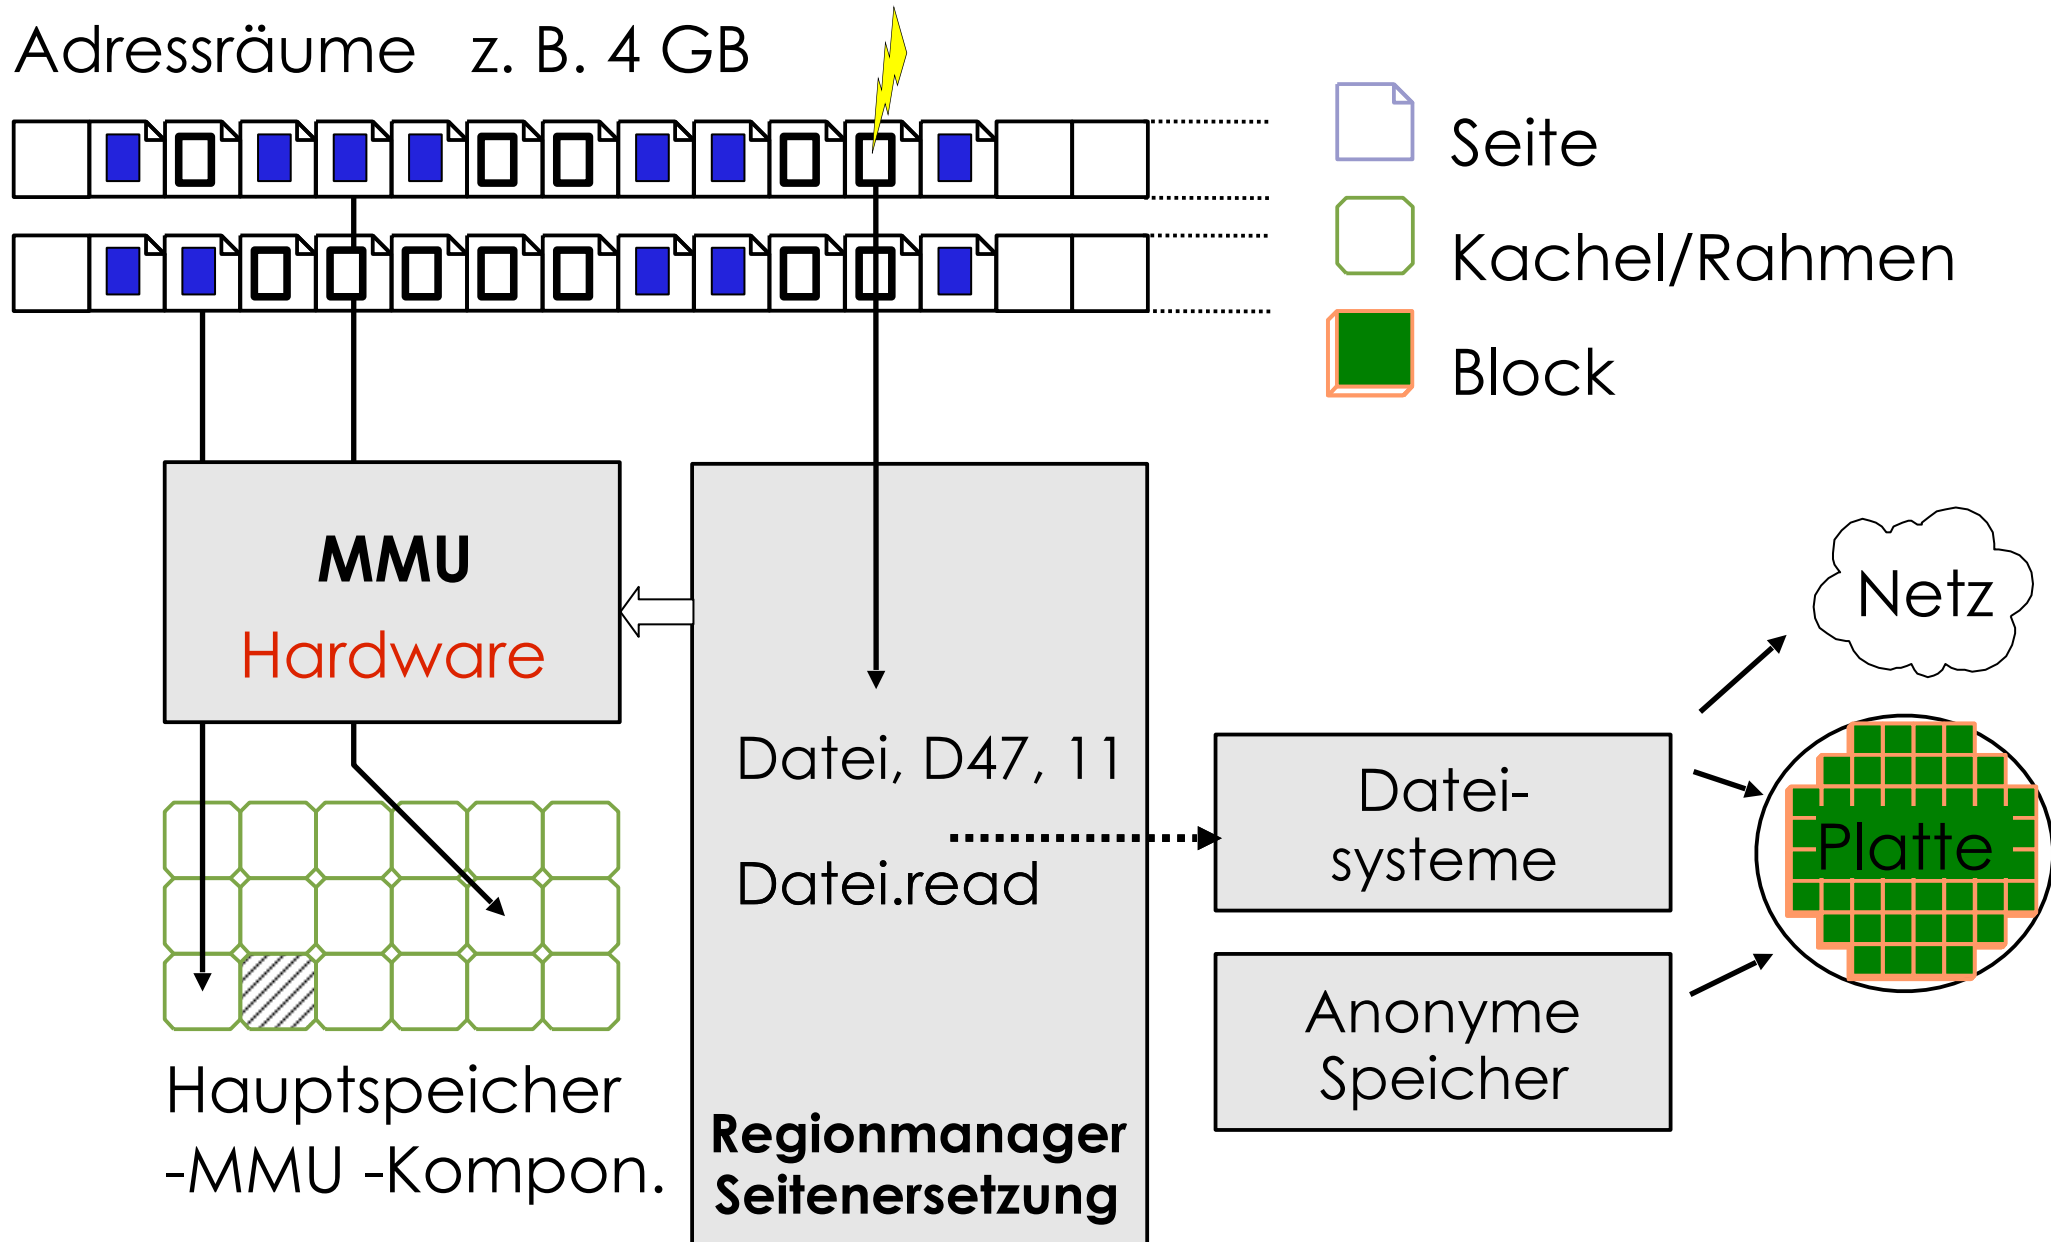 Adressräume z. B. 4 GB
Seite
Kachel/Rahmen
Block
MMU
Hardware
Datei, D47, 11
Datei.read
Regionmanager
Seitenersetzung
Datei-
systeme
Anonyme
Speicher
Netz
Platte
Hauptspeicher
-MMU -Kompon.